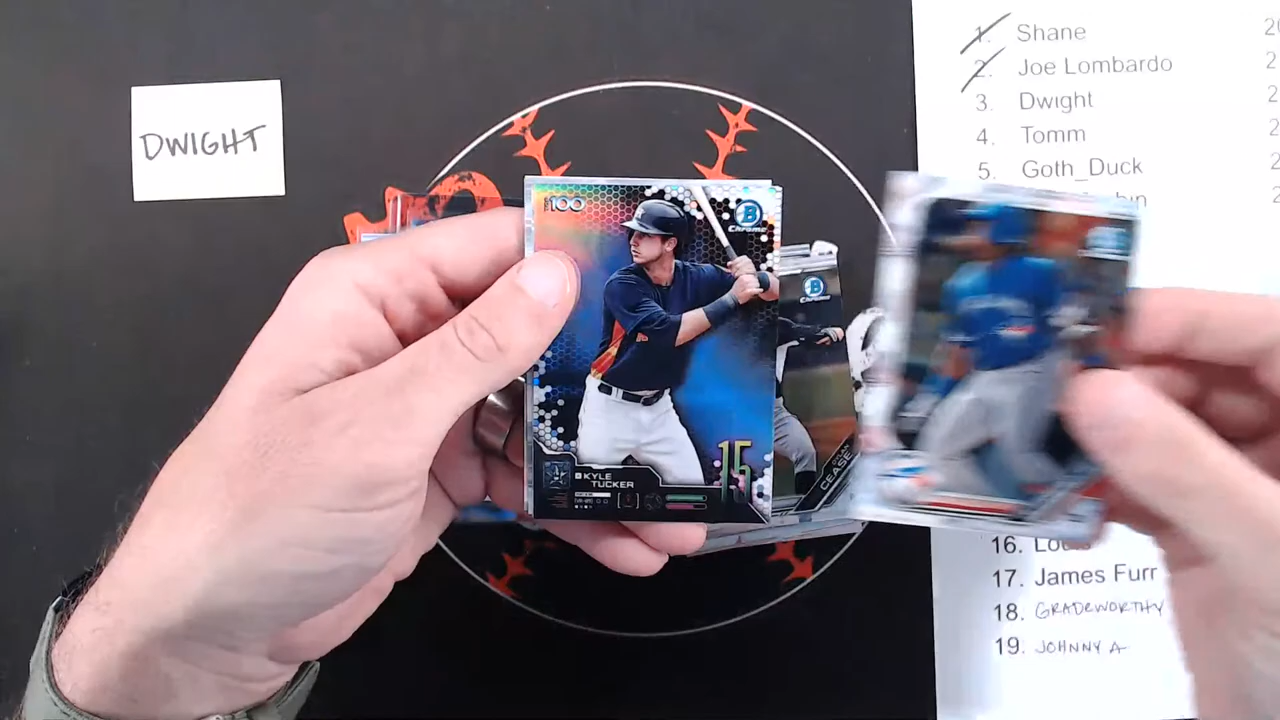 DWIGHT
1. Shane
2. Joe Lombardo
3. Dwight
4. Tomm
5. Goth_Duck
16.
17. James Furr
18. GRADEWORTHY
19. JOHNNY A
100
B
Chrome
15
KYLE
TUCKER
B
Chrome
CEASE